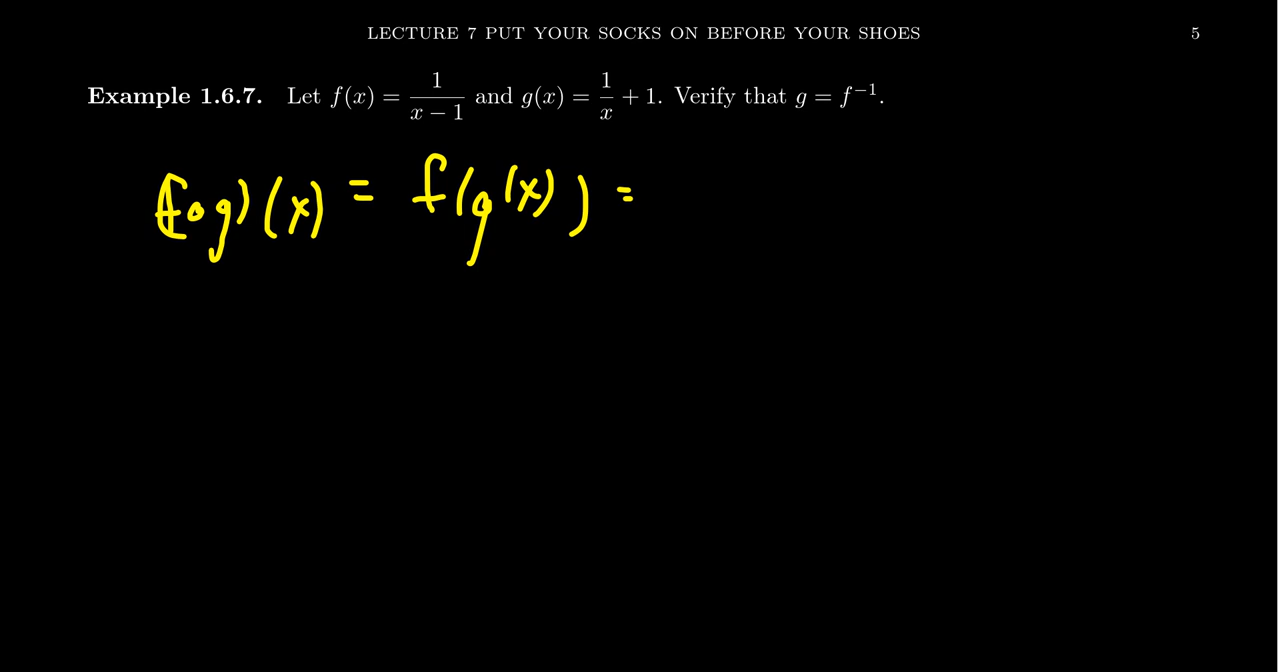 LECTURE 7 PUT YOUR SOCKS ON BEFORE YOUR SHOES 5
Example 1.6.7. Let f(x) = 1/(x − 1) and g(x) = 1/x + 1. Verify that g = f⁻¹.
(f∘g)(x) = f(g(x)) =